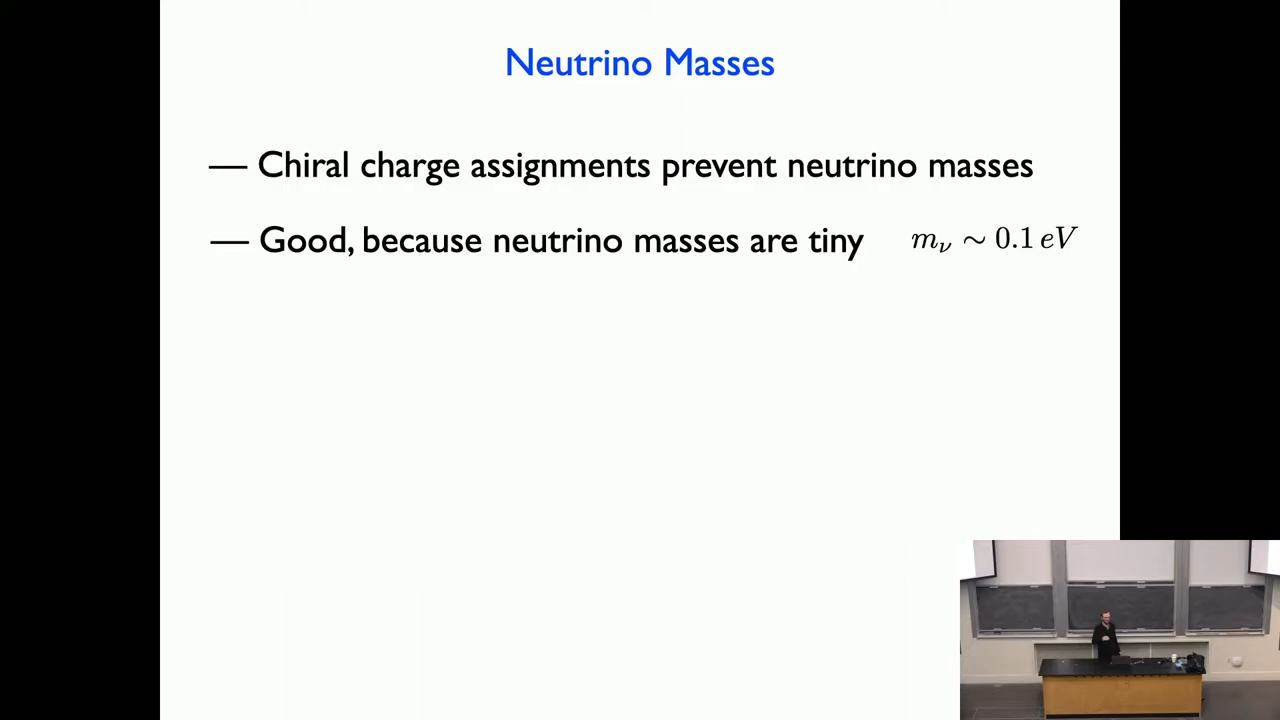 Neutrino Masses
— Chiral charge assignments prevent neutrino masses
— Good, because neutrino masses are tiny $m_\nu \sim 0.1\,eV$